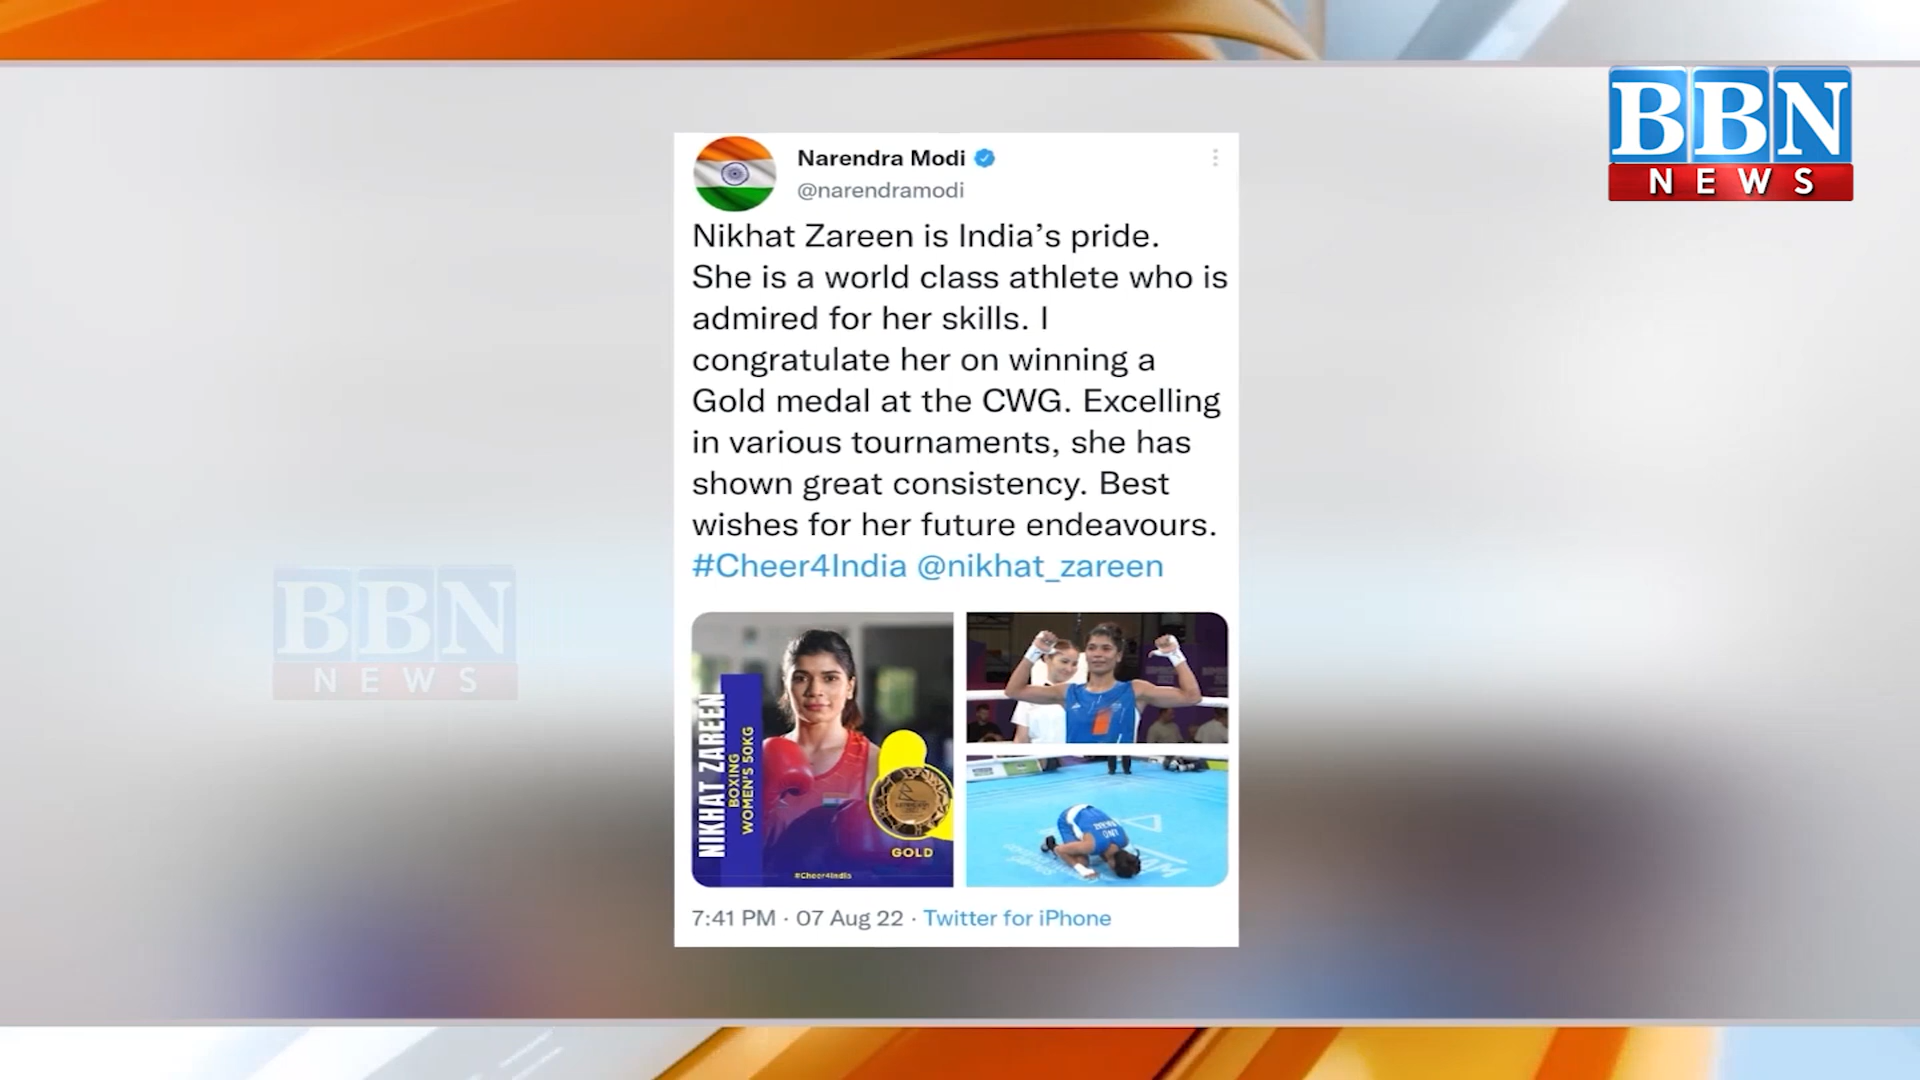 BBN
NEWS
Narendra Modi
@narendramodi
Nikhat Zareen is India’s pride.
She is a world class athlete who is
admired for her skills. I
congratulate her on winning a
Gold medal at the CWG. Excelling
in various tournaments, she has
shown great consistency. Best
wishes for her future endeavours.
#Cheer4India @nikhat_zareen
BBN
NEWS
NIKHAT ZAREEN
BOXING
WOMEN'S 50KG
GOLD
#Cheer4India
IND
7:41 PM · 07 Aug 22 · Twitter for iPhone